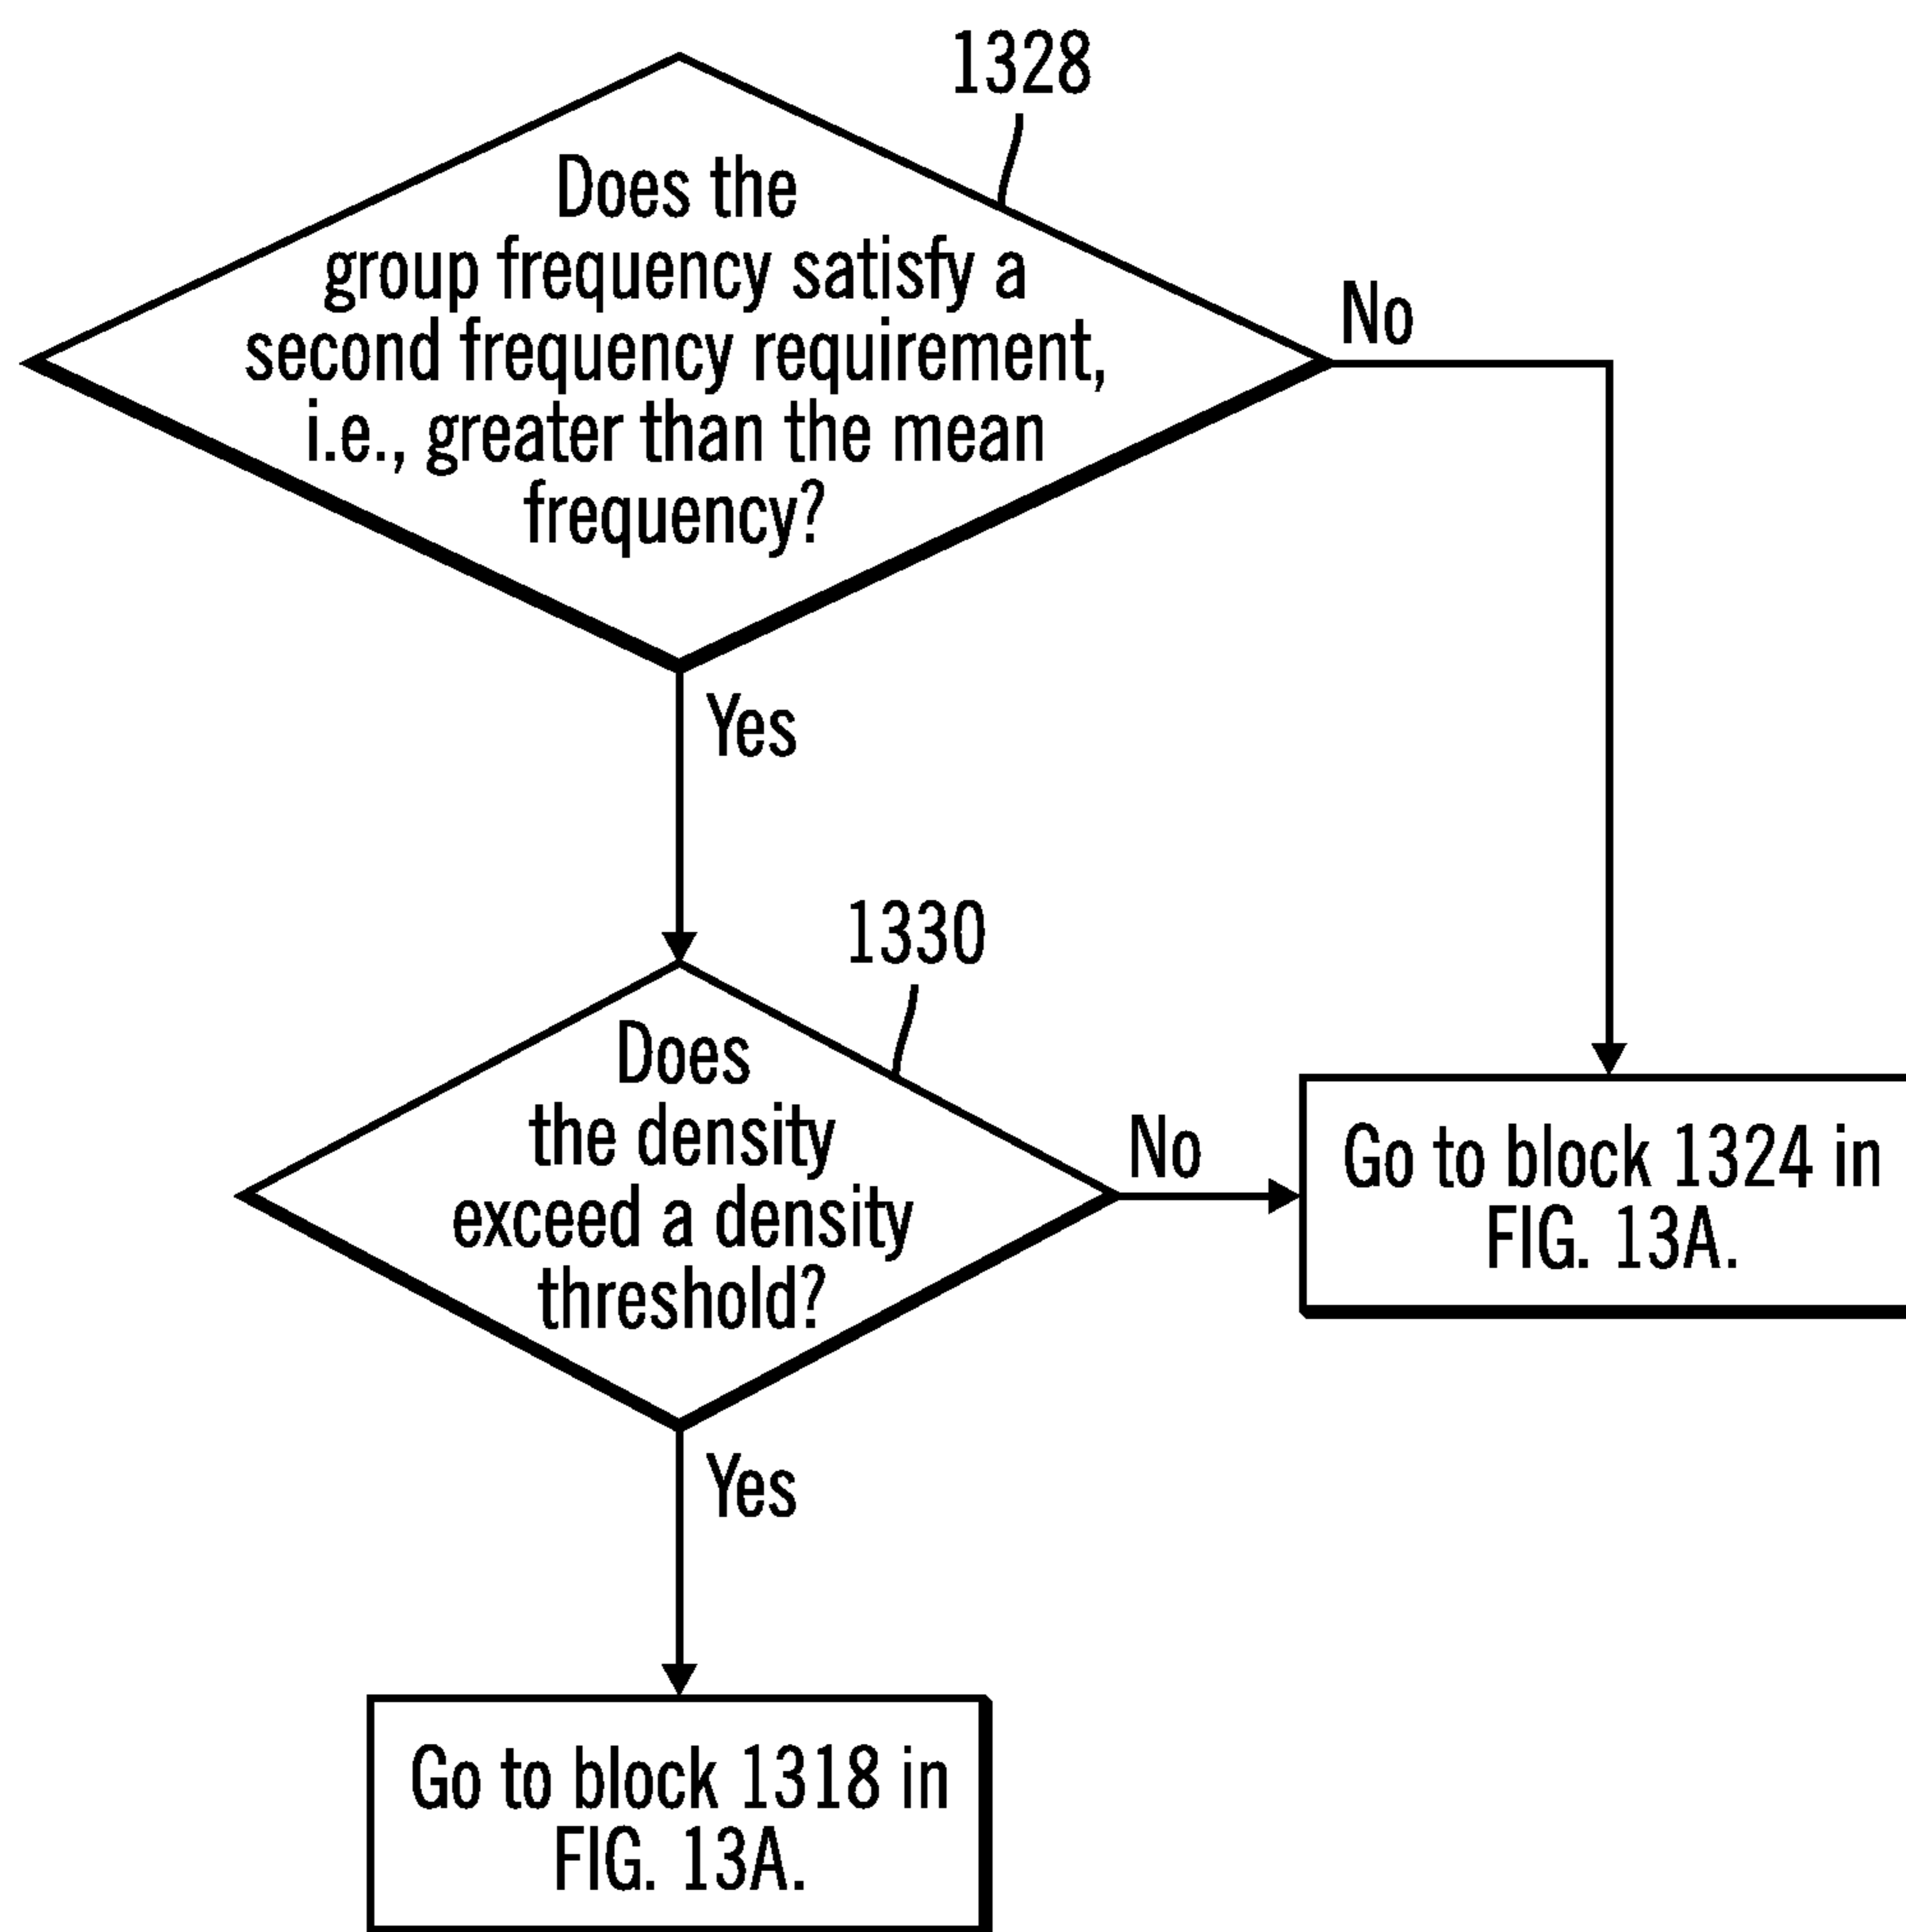 1328
Does the
group frequency satisfy a
second frequency requirement,
i.e., greater than the mean
frequency?
No
Yes
1330
Does
the density
exceed a density
threshold?
No
Go to block 1324 in
FIG. 13A.
Yes
Go to block 1318 in
FIG. 13A.